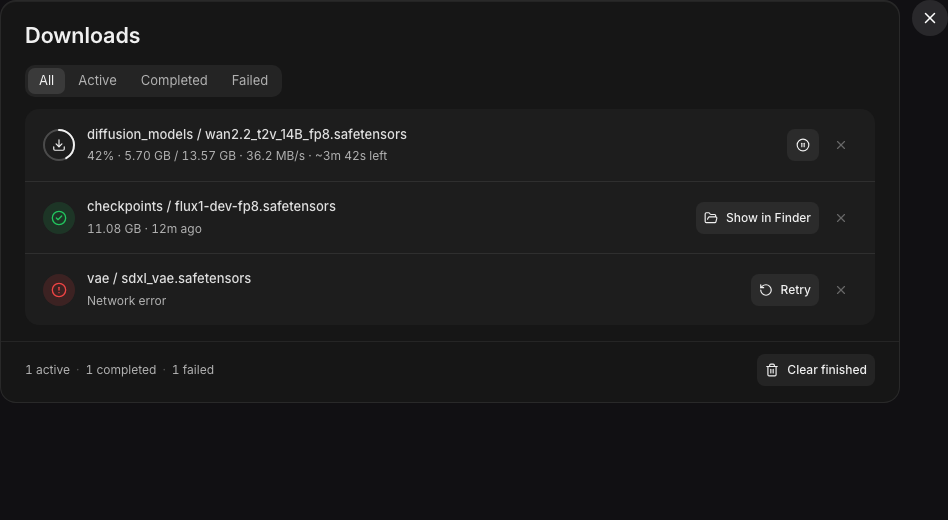 Downloads
All Active Completed Failed
diffusion_models / wan2.2_t2v_14B_fp8.safetensors
42% · 5.70 GB / 13.57 GB · 36.2 MB/s · ~3m 42s left
checkpoints / flux1-dev-fp8.safetensors
11.08 GB · 12m ago
Show in Finder
vae / sdxl_vae.safetensors
Network error
Retry
1 active · 1 completed · 1 failed
Clear finished